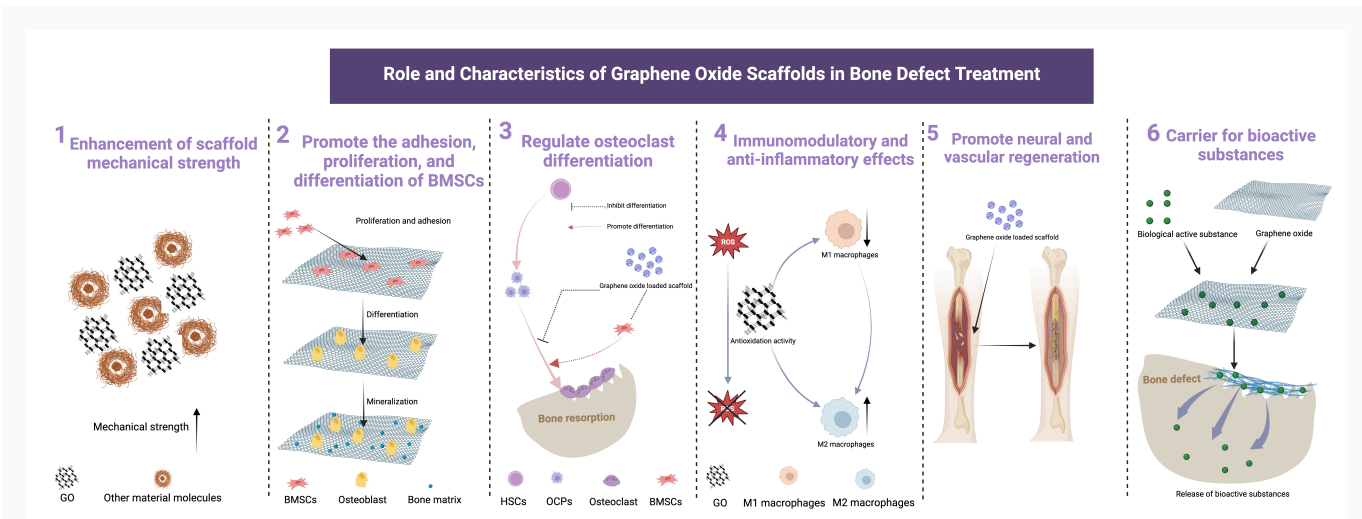 Role and Characteristics of Graphene Oxide Scaffolds in Bone Defect Treatment
1
Enhancement of scaffold
mechanical strength
Mechanical strength
GO
Other material molecules
2
Promote the adhesion,
proliferation, and
differentiation of BMSCs
Proliferation and adhesion
Differentiation
Mineralization
BMSCs
Osteoblast
Bone matrix
3
Regulate osteoclast
differentiation
Inhibit differentiation
Promote differentiation
Graphene oxide loaded scaffold
Bone resorption
HSCs
OCPs
Osteoclast
BMSCs
4
Immunomodulatory and
anti-inflammatory effects
ROS
M1 macrophages
Antioxidation activity
M2 macrophages
GO
M1 macrophages
M2 macrophages
5
Promote neural and
vascular regeneration
Graphene oxide loaded scaffold
6
Carrier for bioactive
substances
Biological active substance
Graphene oxide
Bone defect
Release of bioactive substances